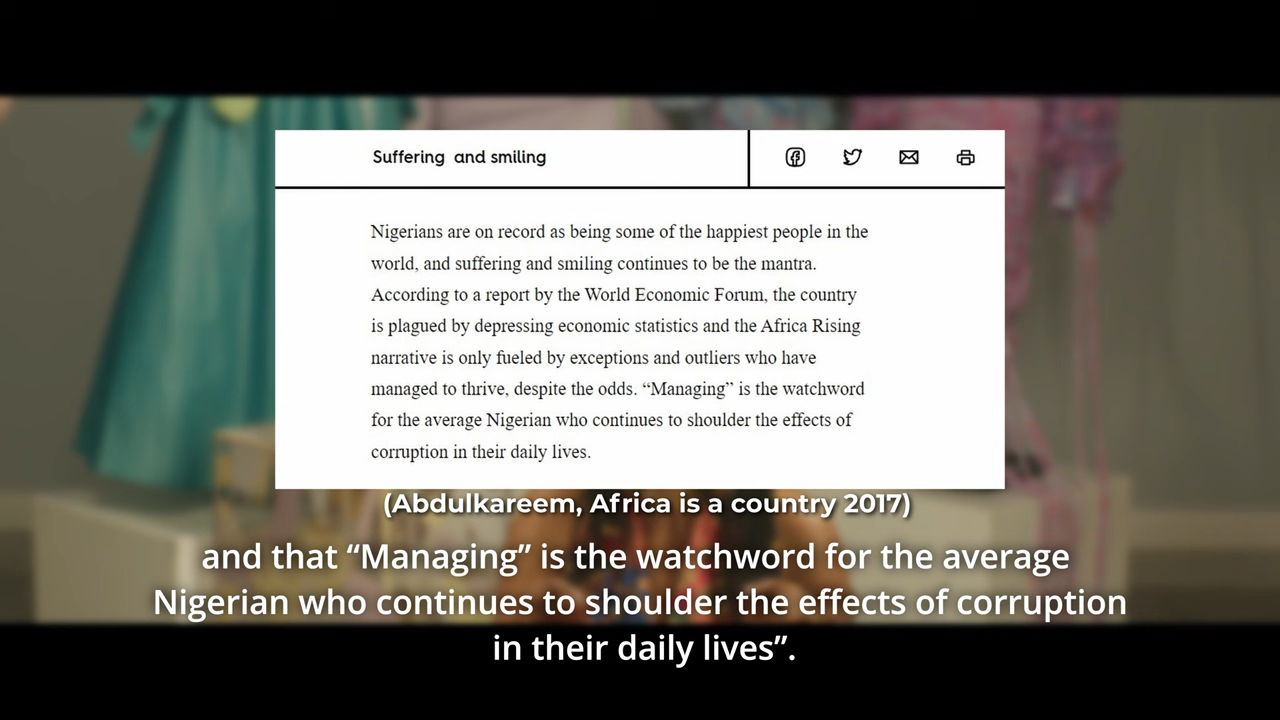 Suffering and smiling
Nigerians are on record as being some of the happiest people in the
world, and suffering and smiling continues to be the mantra.
According to a report by the World Economic Forum, the country
is plagued by depressing economic statistics and the Africa Rising
narrative is only fueled by exceptions and outliers who have
managed to thrive, despite the odds. “Managing” is the watchword
for the average Nigerian who continues to shoulder the effects of
corruption in their daily lives.
(Abdulkareem, Africa is a country 2017)
and that “Managing” is the watchword for the average
Nigerian who continues to shoulder the effects of corruption
in their daily lives”.